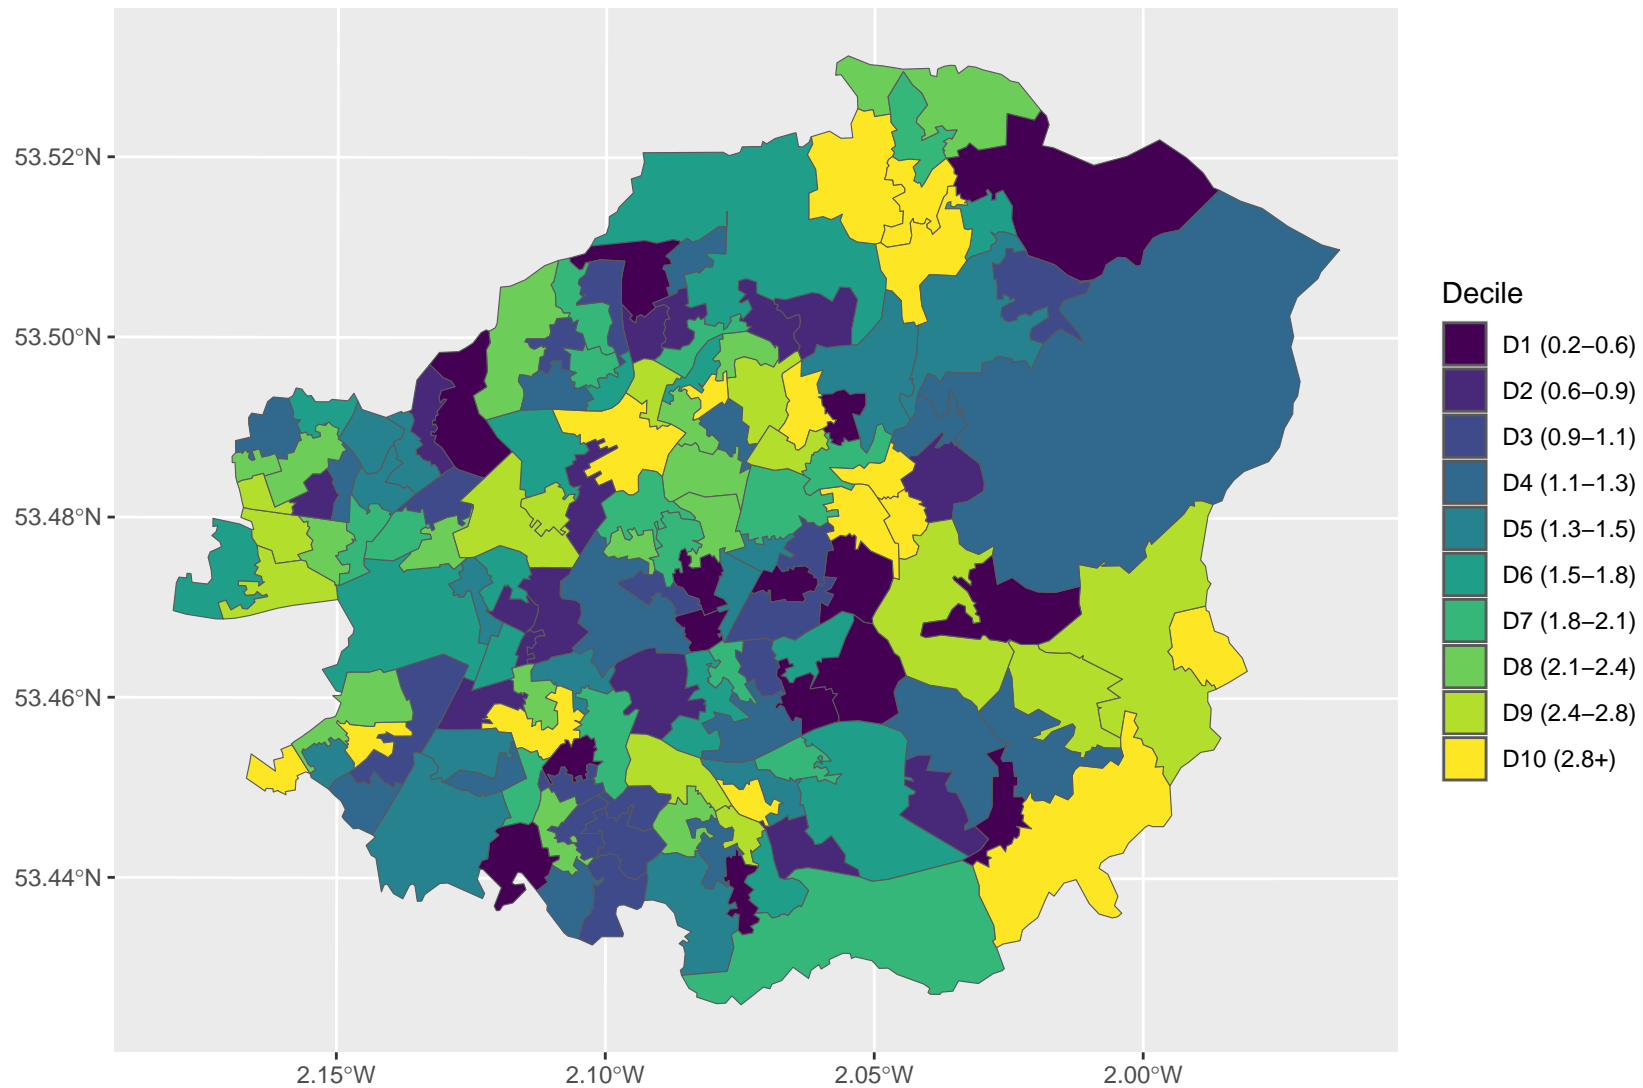 53.52°N
53.50°N
53.48°N
53.46°N
53.44°N
2.15°W
2.10°W
2.05°W
2.00°W
Decile
D1 (0.2−0.6)
D2 (0.6−0.9)
D3 (0.9−1.1)
D4 (1.1−1.3)
D5 (1.3−1.5)
D6 (1.5−1.8)
D7 (1.8−2.1)
D8 (2.1−2.4)
D9 (2.4−2.8)
D10 (2.8+)